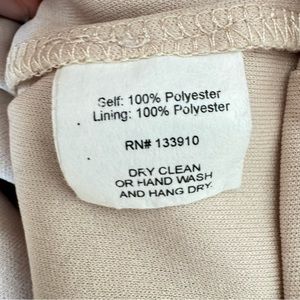 Self: 100% Polyester
Lining: 100% Polyester
RN# 133910
DRY CLEAN
OR HAND WASH
AND HANG DRY.